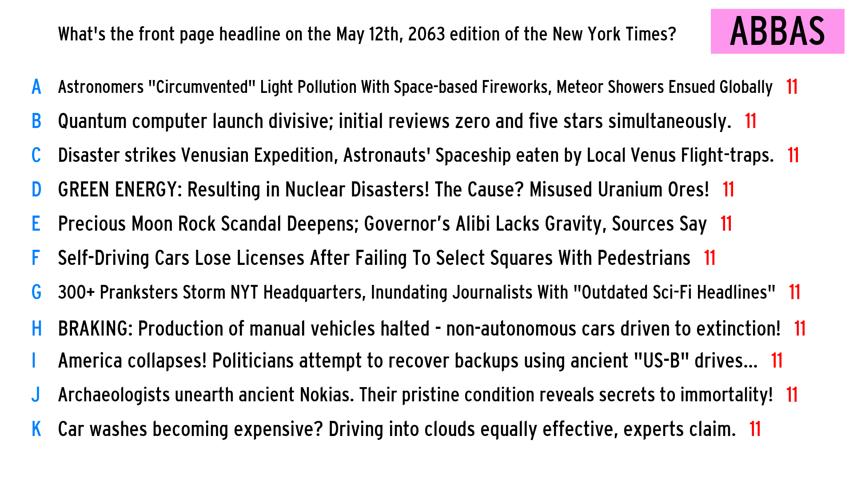 What's the front page headline on the May 12th, 2063 edition of the New York Times?
ABBAS
A Astronomers "Circumvented" Light Pollution With Space-based Fireworks, Meteor Showers Ensued Globally 11
B Quantum computer launch divisive; initial reviews zero and five stars simultaneously. 11
C Disaster strikes Venusian Expedition, Astronauts' Spaceship eaten by Local Venus Flight-traps. 11
D GREEN ENERGY: Resulting in Nuclear Disasters! The Cause? Misused Uranium Ores! 11
E Precious Moon Rock Scandal Deepens; Governor’s Alibi Lacks Gravity, Sources Say 11
F Self-Driving Cars Lose Licenses After Failing To Select Squares With Pedestrians 11
G 300+ Pranksters Storm NYT Headquarters, Inundating Journalists With "Outdated Sci-Fi Headlines" 11
H BRAKING: Production of manual vehicles halted - non-autonomous cars driven to extinction! 11
I America collapses! Politicians attempt to recover backups using ancient "US-B" drives... 11
J Archaeologists unearth ancient Nokias. Their pristine condition reveals secrets to immortality! 11
K Car washes becoming expensive? Driving into clouds equally effective, experts claim. 11